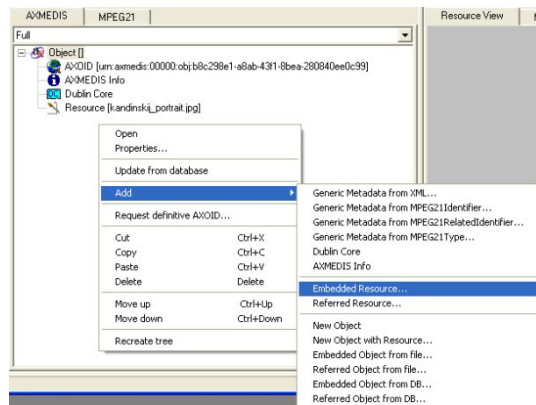 AXMEDIS MPEG21 Resource View
Full
Object []
AXOID [urn:axmedis:00000:obj:b8c298e1-a8ab-43f1-8bea-280840ee0c99]
AXMEDIS Info
Dublin Core
Resource [kandinskij_portrait.jpg]
Open
Properties...
Update from database
Add
Request definitive AXOID...
Cut Ctrl+X
Copy Ctrl+C
Paste Ctrl+V
Delete Delete
Move up Ctrl+Up
Move down Ctrl+Down
Recreate tree
Generic Metadata from XML...
Generic Metadata from MPEG21Identifier...
Generic Metadata from MPEG21RelatedIdentifier...
Generic Metadata from MPEG21Type...
Dublin Core
AXMEDIS Info
Embedded Resource...
Referred Resource...
New Object
New Object with Resource...
Embedded Object from file...
Referred Object from file...
Embedded Object from DB...
Referred Object from DB...